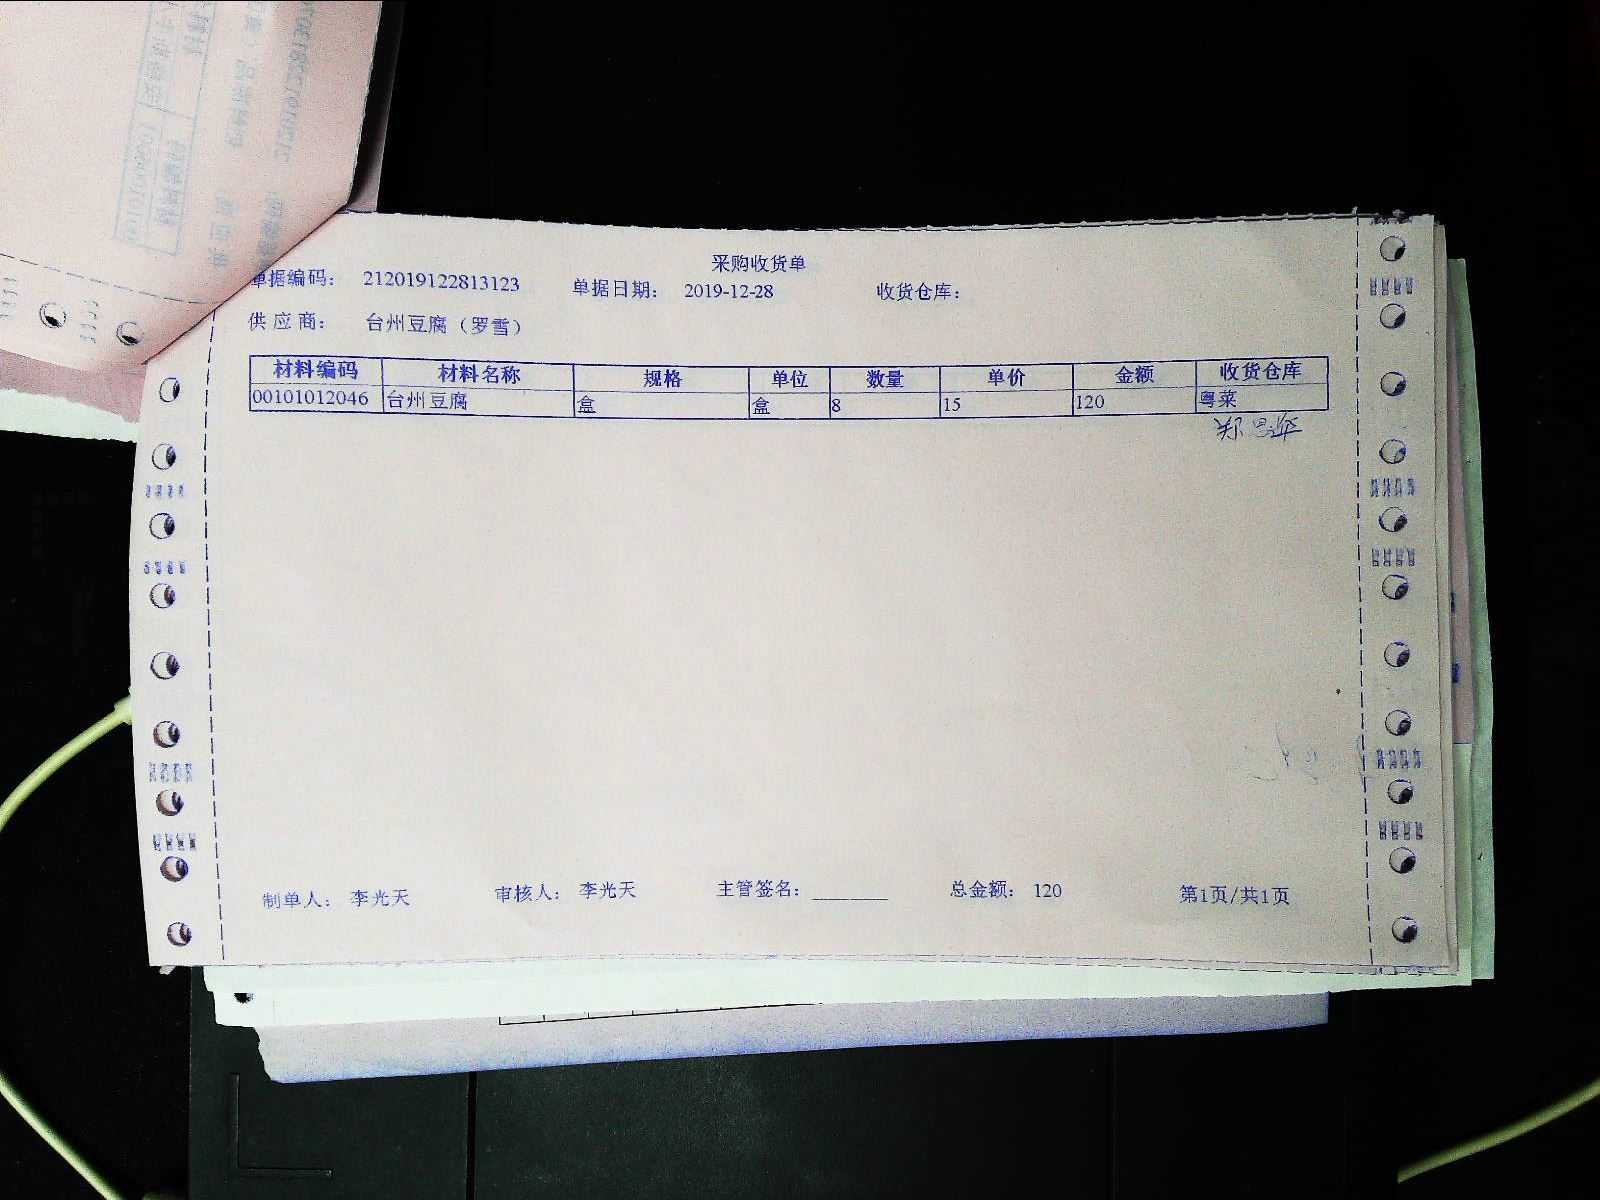 采购收货单
单据编码： 212019122813123 单据日期： 2019-12-28 收货仓库：
供应商： 台州豆腐（罗雪）
材料编码 材料名称 规格 单位 数量 单价 金额 收货仓库
00101012046 台州豆腐 盒 盒 8 15 120 粤菜
制单人： 李光天 审核人： 李光天 主管签名：________ 总金额： 120 第1页/共1页